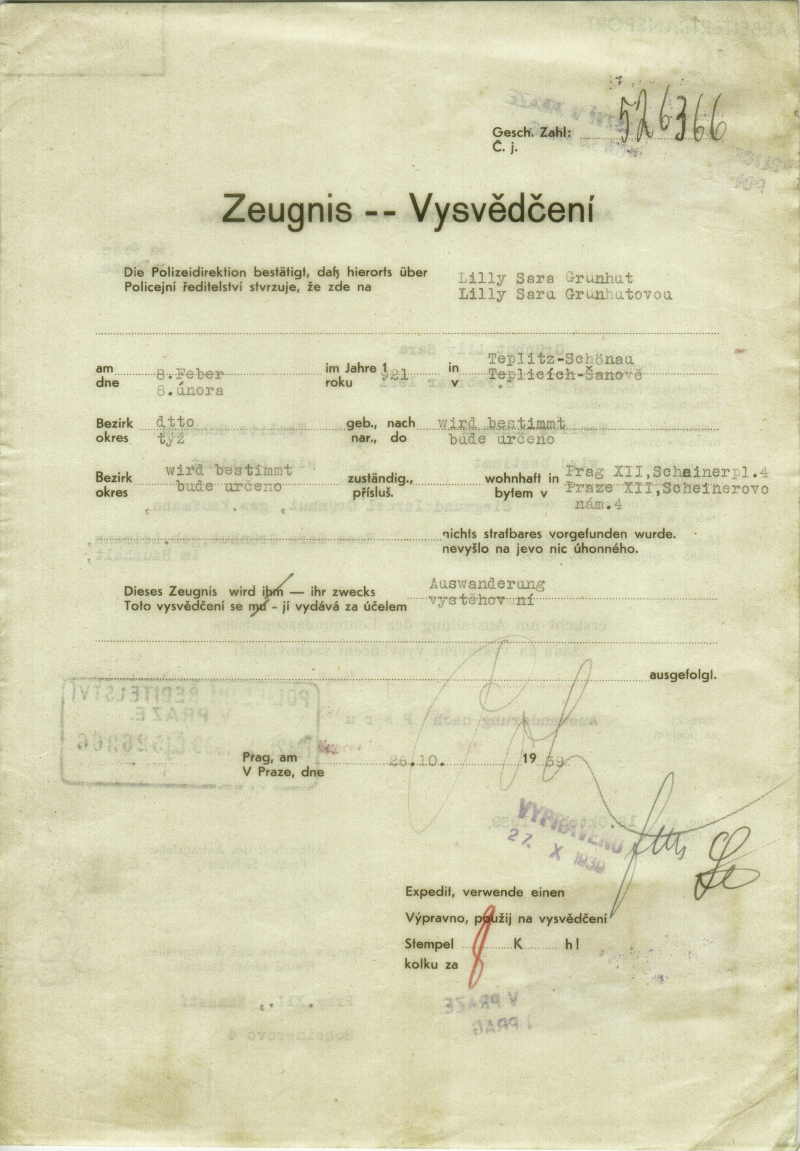 Gesch. Zahl: 526366
Č. j.
Zeugnis -- Vysvědčení
Die Polizeidirektion bestätigt, daß hierorts über Lilly Sara Grunhut
Policejní ředitelství stvrzuje, že zde na Lilly Sara Grunhutovou
am 8.Feber im Jahre 1921 in Teplitz-Schönau
dne 8.února roku v Teplicích-Šanově
Bezirk dtto geb., nach wird bestimmt
okres týž nar., do bude určeno
Bezirk wird bestimmt zuständig., wohnhaft in Prag XII,Scheinerpl.4
okres bude určeno přísluš. bytem v Praze XII,Scheinerovo
nám.4
nichts strafbares vorgefunden wurde.
nevyšlo na jevo nic úhonného.
Dieses Zeugnis wird ihm — ihr zwecks Auswanderung
Toto vysvědčení se mu - jí vydává za účelem vystěhování
ausgefolgt.
POLICEJNÍ ŘEDITELSTVÍ
V PRAZE.
526366
Prag, am 26.10. 1939.
V Praze, dne
VYPRAVENO
27. X 1939
Expedit, verwende einen
Výpravno, použij na vysvědčení
Stempel 8 K hl
kolku za
V PRAZE
PRAG